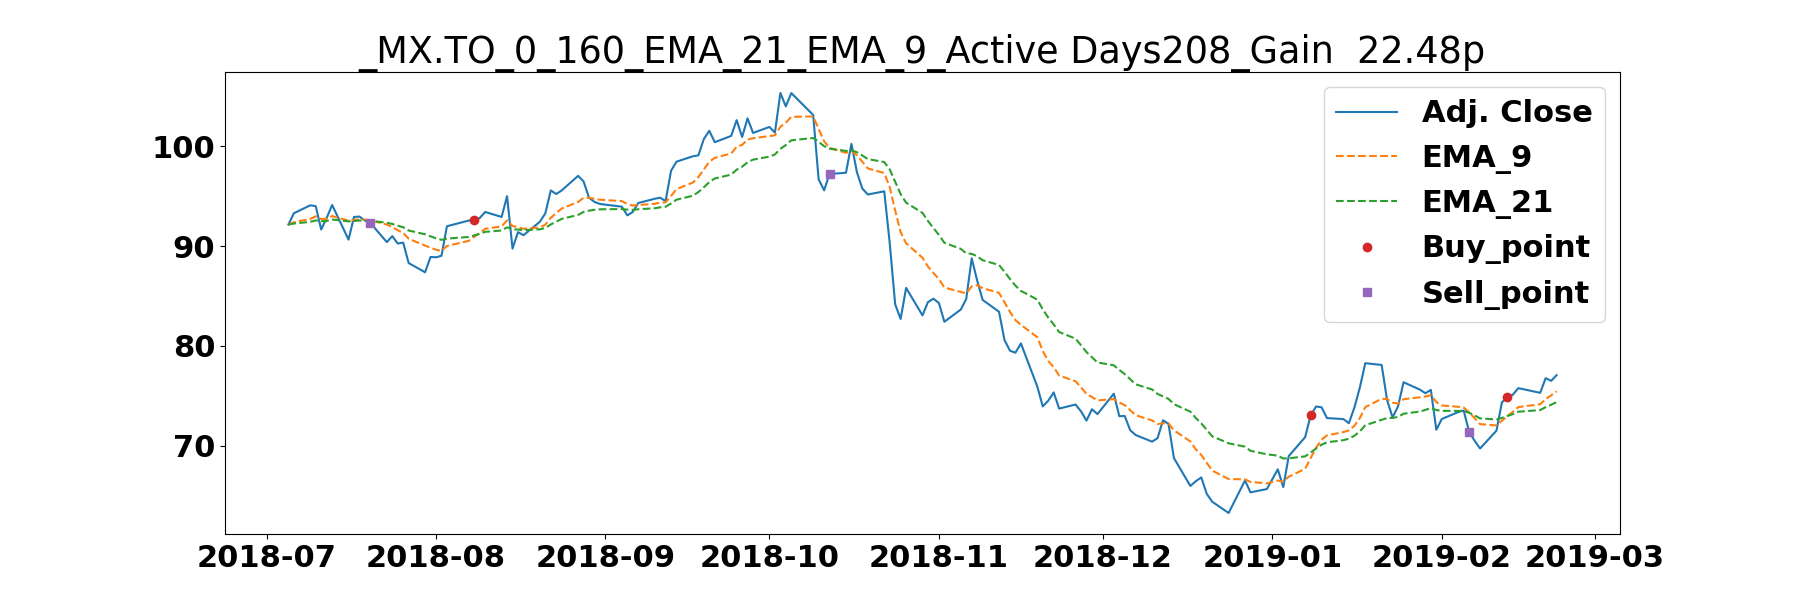 _MX.TO_0_160_EMA_21_EMA_9_Active Days208_Gain  22.48p
Adj. Close
EMA_9
EMA_21
Buy_point
Sell_point
100
90
80
70
2018-07 2018-08 2018-09 2018-10 2018-11 2018-12 2019-01 2019-02 2019-03